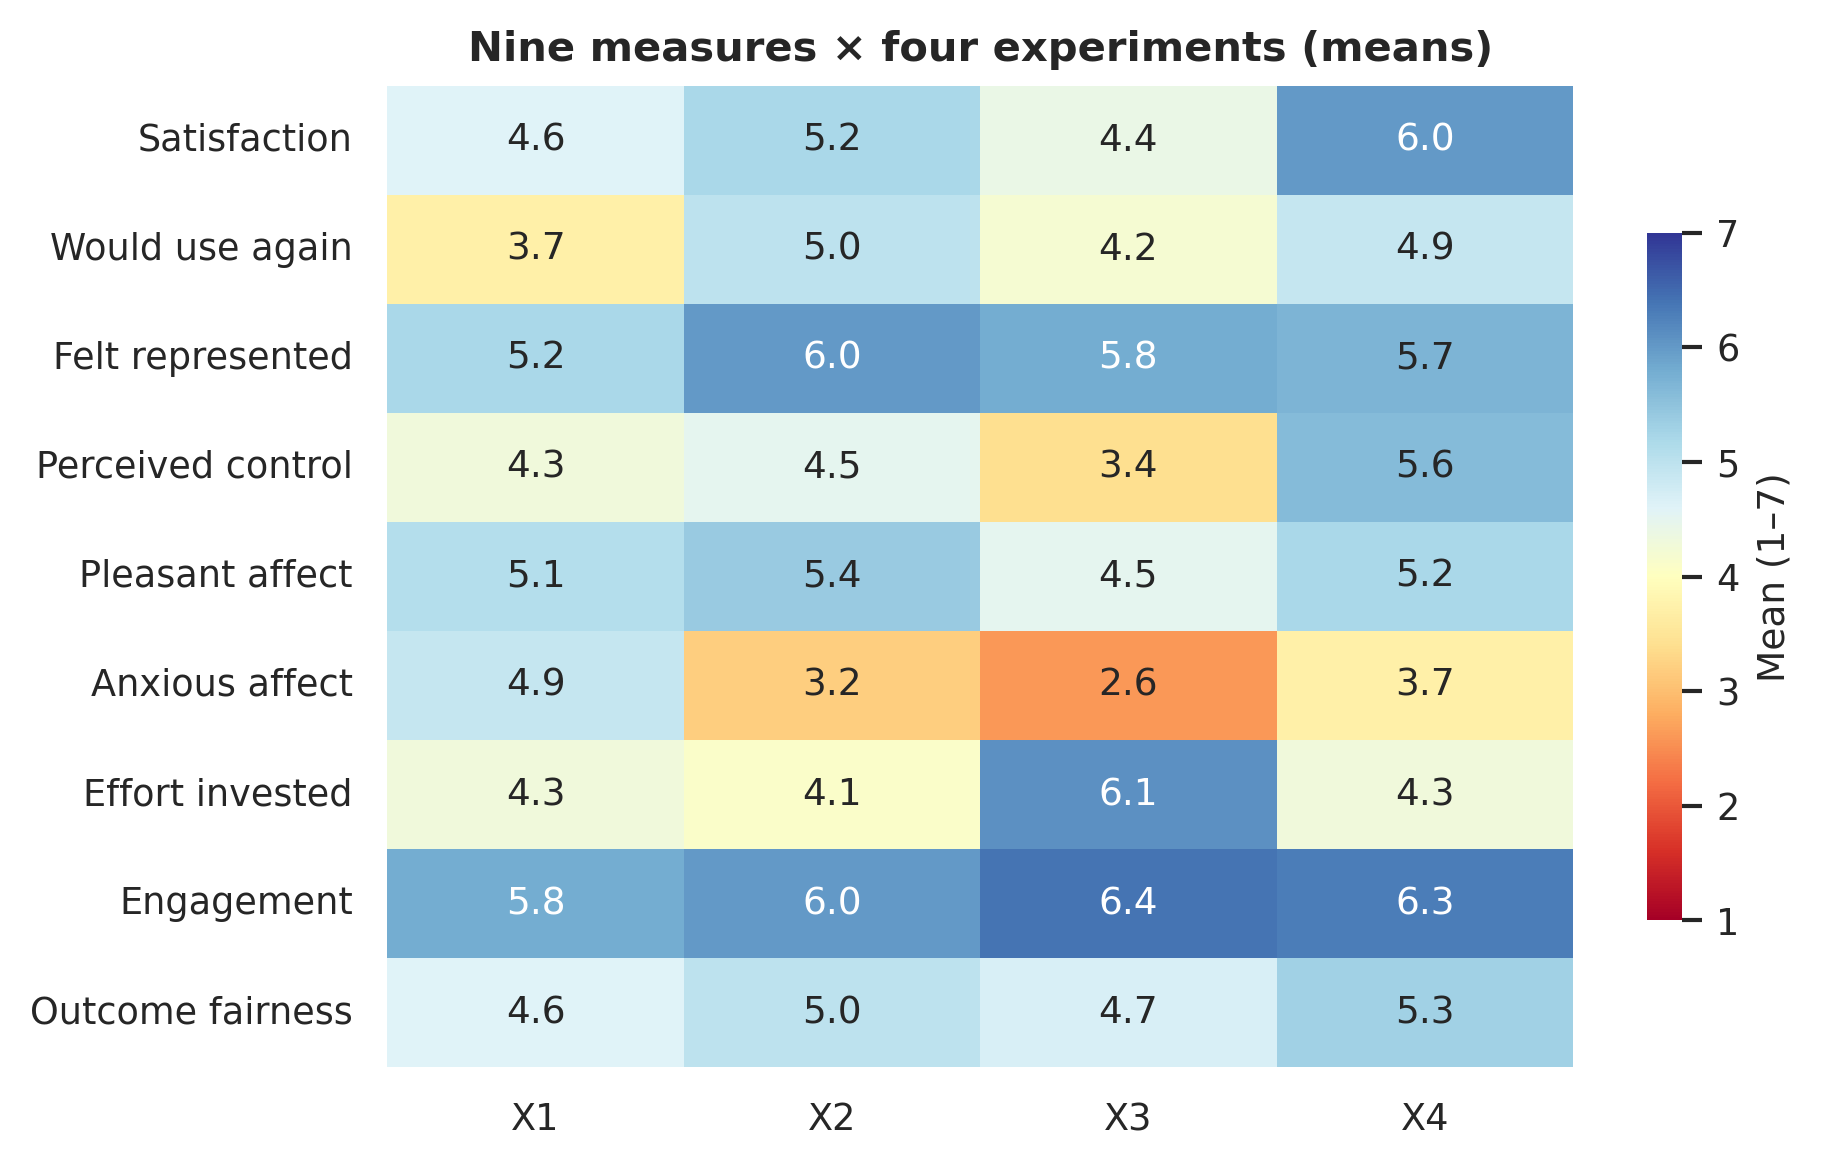 Nine measures × four experiments (means)
Satisfaction 4.6 5.2 4.4 6.0
Would use again 3.7 5.0 4.2 4.9
Felt represented 5.2 6.0 5.8 5.7
Perceived control 4.3 4.5 3.4 5.6
Pleasant affect 5.1 5.4 4.5 5.2
Anxious affect 4.9 3.2 2.6 3.7
Effort invested 4.3 4.1 6.1 4.3
Engagement 5.8 6.0 6.4 6.3
Outcome fairness 4.6 5.0 4.7 5.3
X1 X2 X3 X4
7
6
5
4
3
2
1
Mean (1–7)